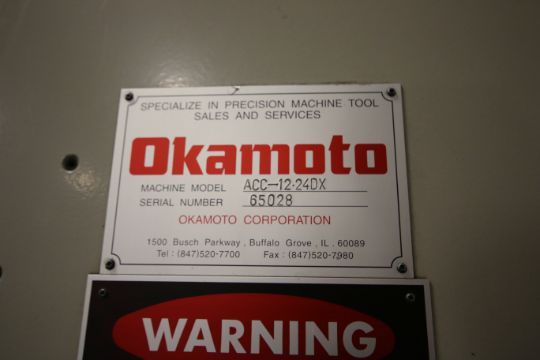 SPECIALIZE IN PRECISION MACHINE TOOL
SALES AND SERVICES
Okamoto
MACHINE MODEL ACC-12·24DX
SERIAL NUMBER 65028
OKAMOTO CORPORATION
1500 Busch Parkway, Buffalo Grove, IL. 60089
Tel : (847)520-7700 Fax : (847)520-7980
WARNING